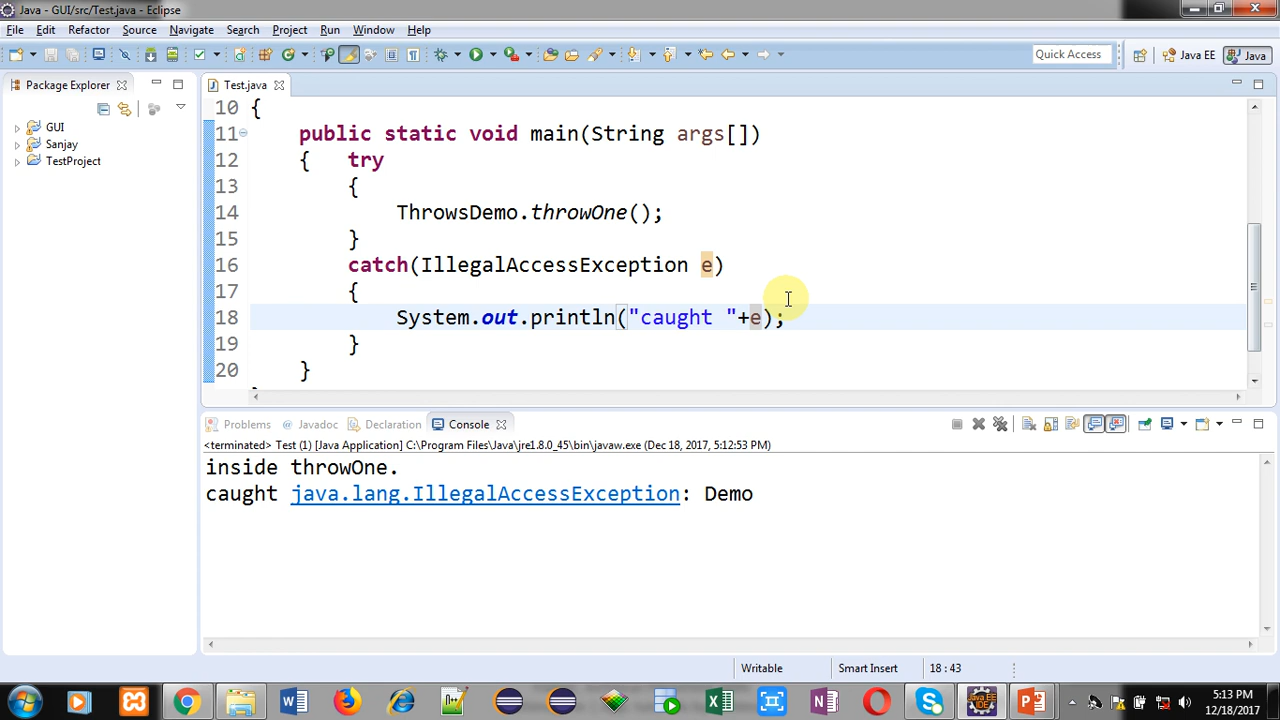 Java - GUI/src/Test.java - Eclipse
File Edit Refactor Source Navigate Search Project Run Window Help
Quick Access
Java EE
Java
Package Explorer
GUI
Sanjay
TestProject
Test.java
10 {
11 public static void main(String args[])
12 { try
13 {
14 ThrowsDemo.throwOne();
15 }
16 catch(IllegalAccessException e)
17 {
18 System.out.println("caught "+e);
19 }
20 }
Problems Javadoc Declaration Console
<terminated> Test (1) [Java Application] C:\Program Files\Java\jre1.8.0_45\bin\javaw.exe (Dec 18, 2017, 5:12:53 PM)
inside throwOne.
caught java.lang.IllegalAccessException: Demo
Writable Smart Insert 18 : 43
5:13 PM
12/18/2017